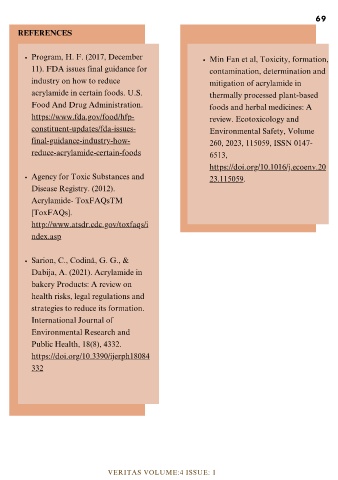 69
REFERENCES
• Program, H. F. (2017, December
11). FDA issues final guidance for
industry on how to reduce
acrylamide in certain foods. U.S.
Food And Drug Administration.
https://www.fda.gov/food/hfp-
constituent-updates/fda-issues-
final-guidance-industry-how-
reduce-acrylamide-certain-foods
• Agency for Toxic Substances and
Disease Registry. (2012).
Acrylamide- ToxFAQsTM
[ToxFAQs].
http://www.atsdr.cdc.gov/toxfaqs/i
ndex.asp
• Sarion, C., Codină, G. G., &
Dabija, A. (2021). Acrylamide in
bakery Products: A review on
health risks, legal regulations and
strategies to reduce its formation.
International Journal of
Environmental Research and
Public Health, 18(8), 4332.
https://doi.org/10.3390/ijerph18084
332
• Min Fan et al, Toxicity, formation,
contamination, determination and
mitigation of acrylamide in
thermally processed plant-based
foods and herbal medicines: A
review. Ecotoxicology and
Environmental Safety, Volume
260, 2023, 115059, ISSN 0147-
6513,
https://doi.org/10.1016/j.ecoenv.20
23.115059.
VERITAS VOLUME:4 ISSUE: 1